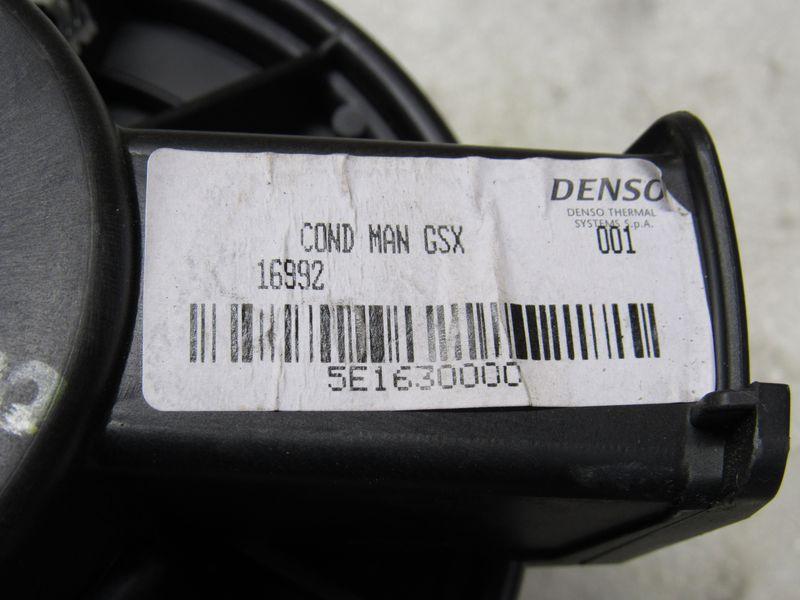 DENSO
DENSO THERMAL
SYSTEMS S.p.A.
COND MAN GSX
001
16992
5E1630000